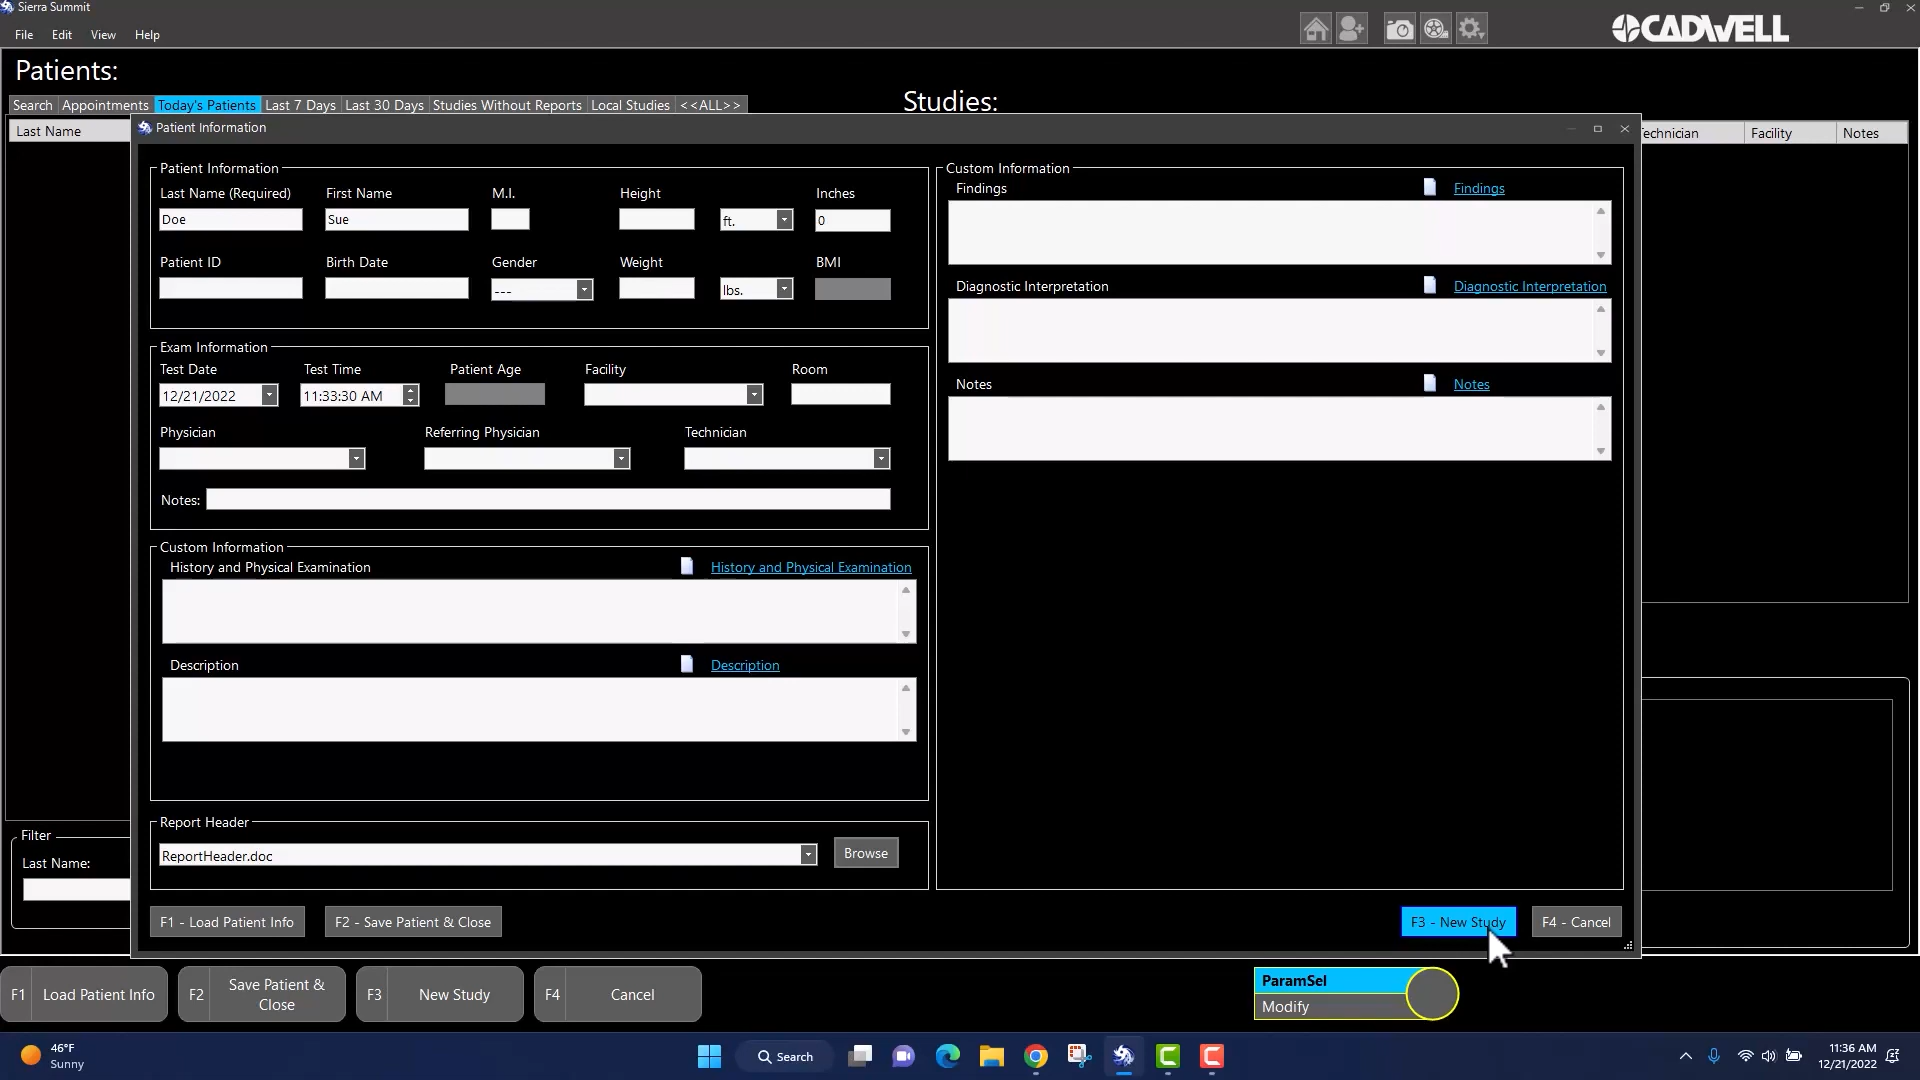 Sierra Summit
File Edit View Help
CADWELL
Patients:
Search Appointments Today's Patients Last 7 Days Last 30 Days Studies Without Reports Local Studies <<ALL>>
Studies:
Last Name
Technician Facility Notes
Patient Information
Patient Information
Last Name (Required) First Name M.I. Height Inches
Doe Sue ft. 0
Patient ID Birth Date Gender Weight BMI
--- lbs.
Exam Information
Test Date Test Time Patient Age Facility Room
12/21/2022 11:33:30 AM
Physician Referring Physician Technician
Notes:
Custom Information
History and Physical Examination History and Physical Examination
Description Description
Report Header
ReportHeader.doc Browse
Custom Information
Findings Findings
Diagnostic Interpretation Diagnostic Interpretation
Notes Notes
F1 - Load Patient Info F2 - Save Patient & Close F3 - New Study F4 - Cancel
Filter
Last Name:
F1 Load Patient Info
F2 Save Patient & Close
F3 New Study
F4 Cancel
ParamSel
Modify
46°F
Sunny
Search
11:36 AM
12/21/2022